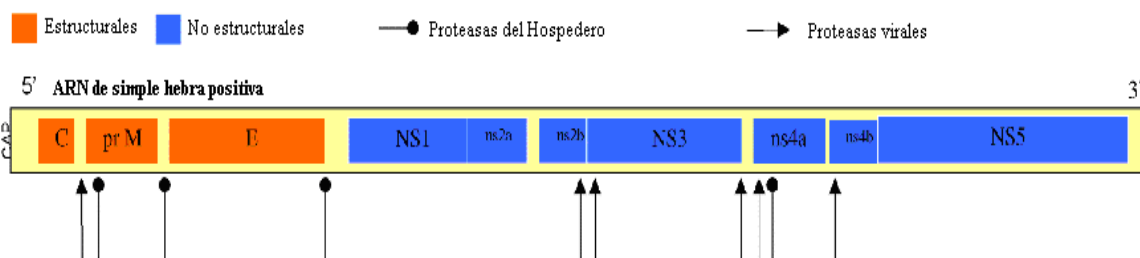 Estructurales No estructurales Proteasas del Hospedero Proteasas virales
5' ARN de simple hebra positiva 3'
CAP C pr M E NS1 ns2a ns2b NS3 ns4a ns4b NS5